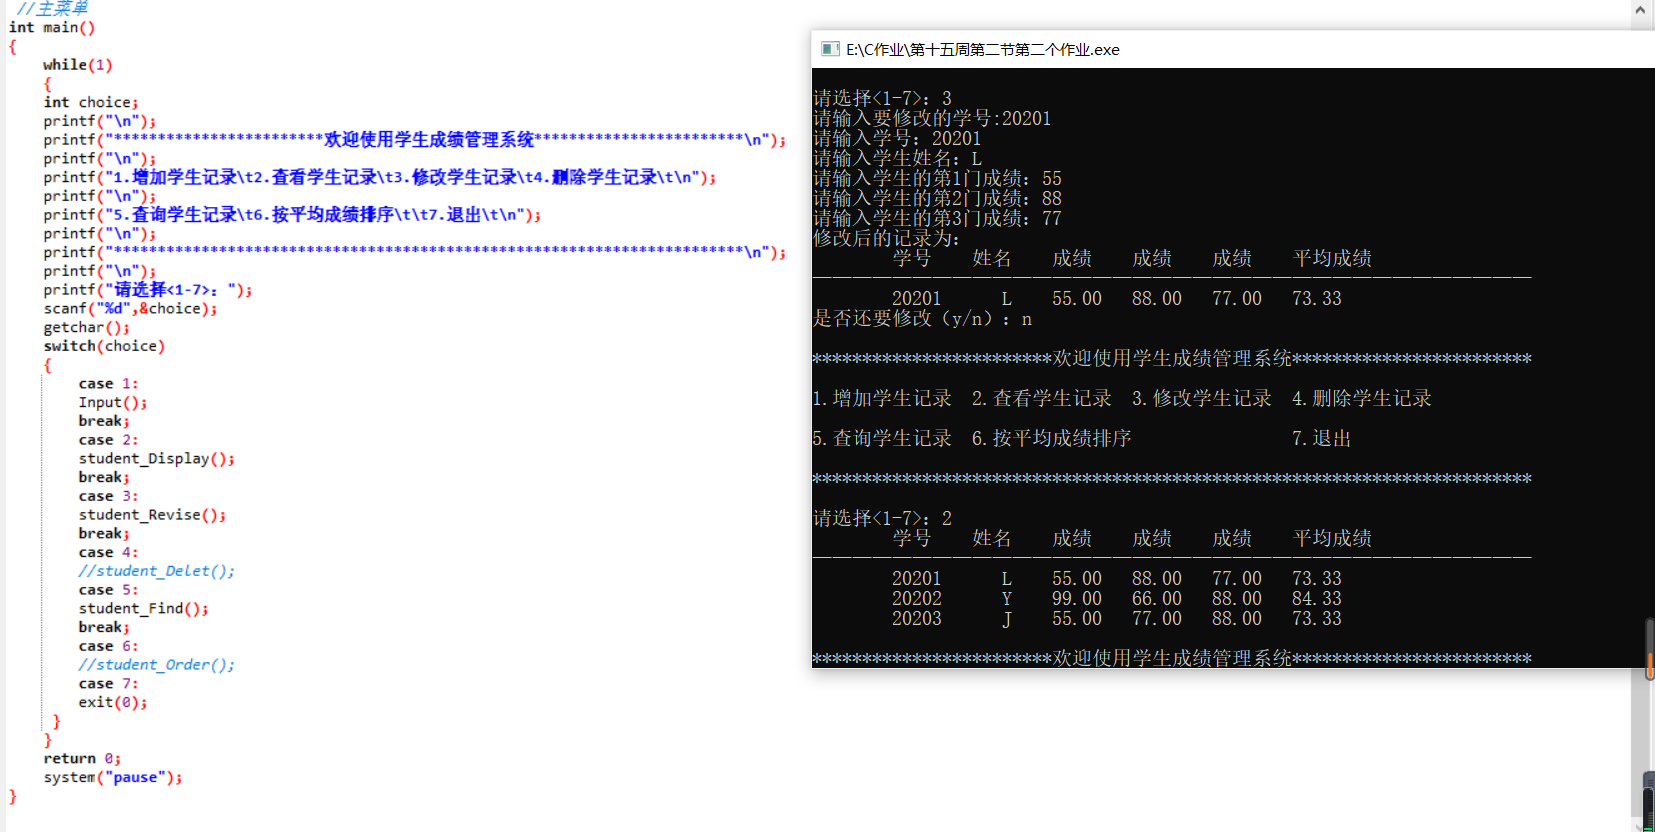 //主菜单
int main()
{
while(1)
{
int choice;
printf("\n");
printf("************************欢迎使用学生成绩管理系统************************\n");
printf("\n");
printf("1.增加学生记录\t2.查看学生记录\t3.修改学生记录\t4.删除学生记录\t\n");
printf("\n");
printf("5.查询学生记录\t6.按平均成绩排序\t\t7.退出\t\n");
printf("\n");
printf("************************************************************************\n");
printf("\n");
printf("请选择<1-7>: ");
scanf("%d",&choice);
getchar();
switch(choice)
{
case 1:
Input();
break;
case 2:
student_Display();
break;
case 3:
student_Revise();
break;
case 4:
//student_Delet();
case 5:
student_Find();
break;
case 6:
//student_Order();
case 7:
exit(0);
}
}
return 0;
system("pause");
}
E:\C作业\第十五周第二节第二个作业.exe
请选择<1-7>: 3
请输入要修改的学号:20201
请输入学号: 20201
请输入学生姓名: L
请输入学生的第1门成绩: 55
请输入学生的第2门成绩: 88
请输入学生的第3门成绩: 77
修改后的记录为:
学号 姓名 成绩 成绩 成绩 平均成绩
————————————————————————————————————
20201 L 55.00 88.00 77.00 73.33
是否还要修改（y/n）: n
************************欢迎使用学生成绩管理系统************************
1.增加学生记录 2.查看学生记录 3.修改学生记录 4.删除学生记录
5.查询学生记录 6.按平均成绩排序 7.退出
************************************************************************
请选择<1-7>: 2
学号 姓名 成绩 成绩 成绩 平均成绩
————————————————————————————————————
20201 L 55.00 88.00 77.00 73.33
20202 Y 99.00 66.00 88.00 84.33
20203 J 55.00 77.00 88.00 73.33
************************欢迎使用学生成绩管理系统************************